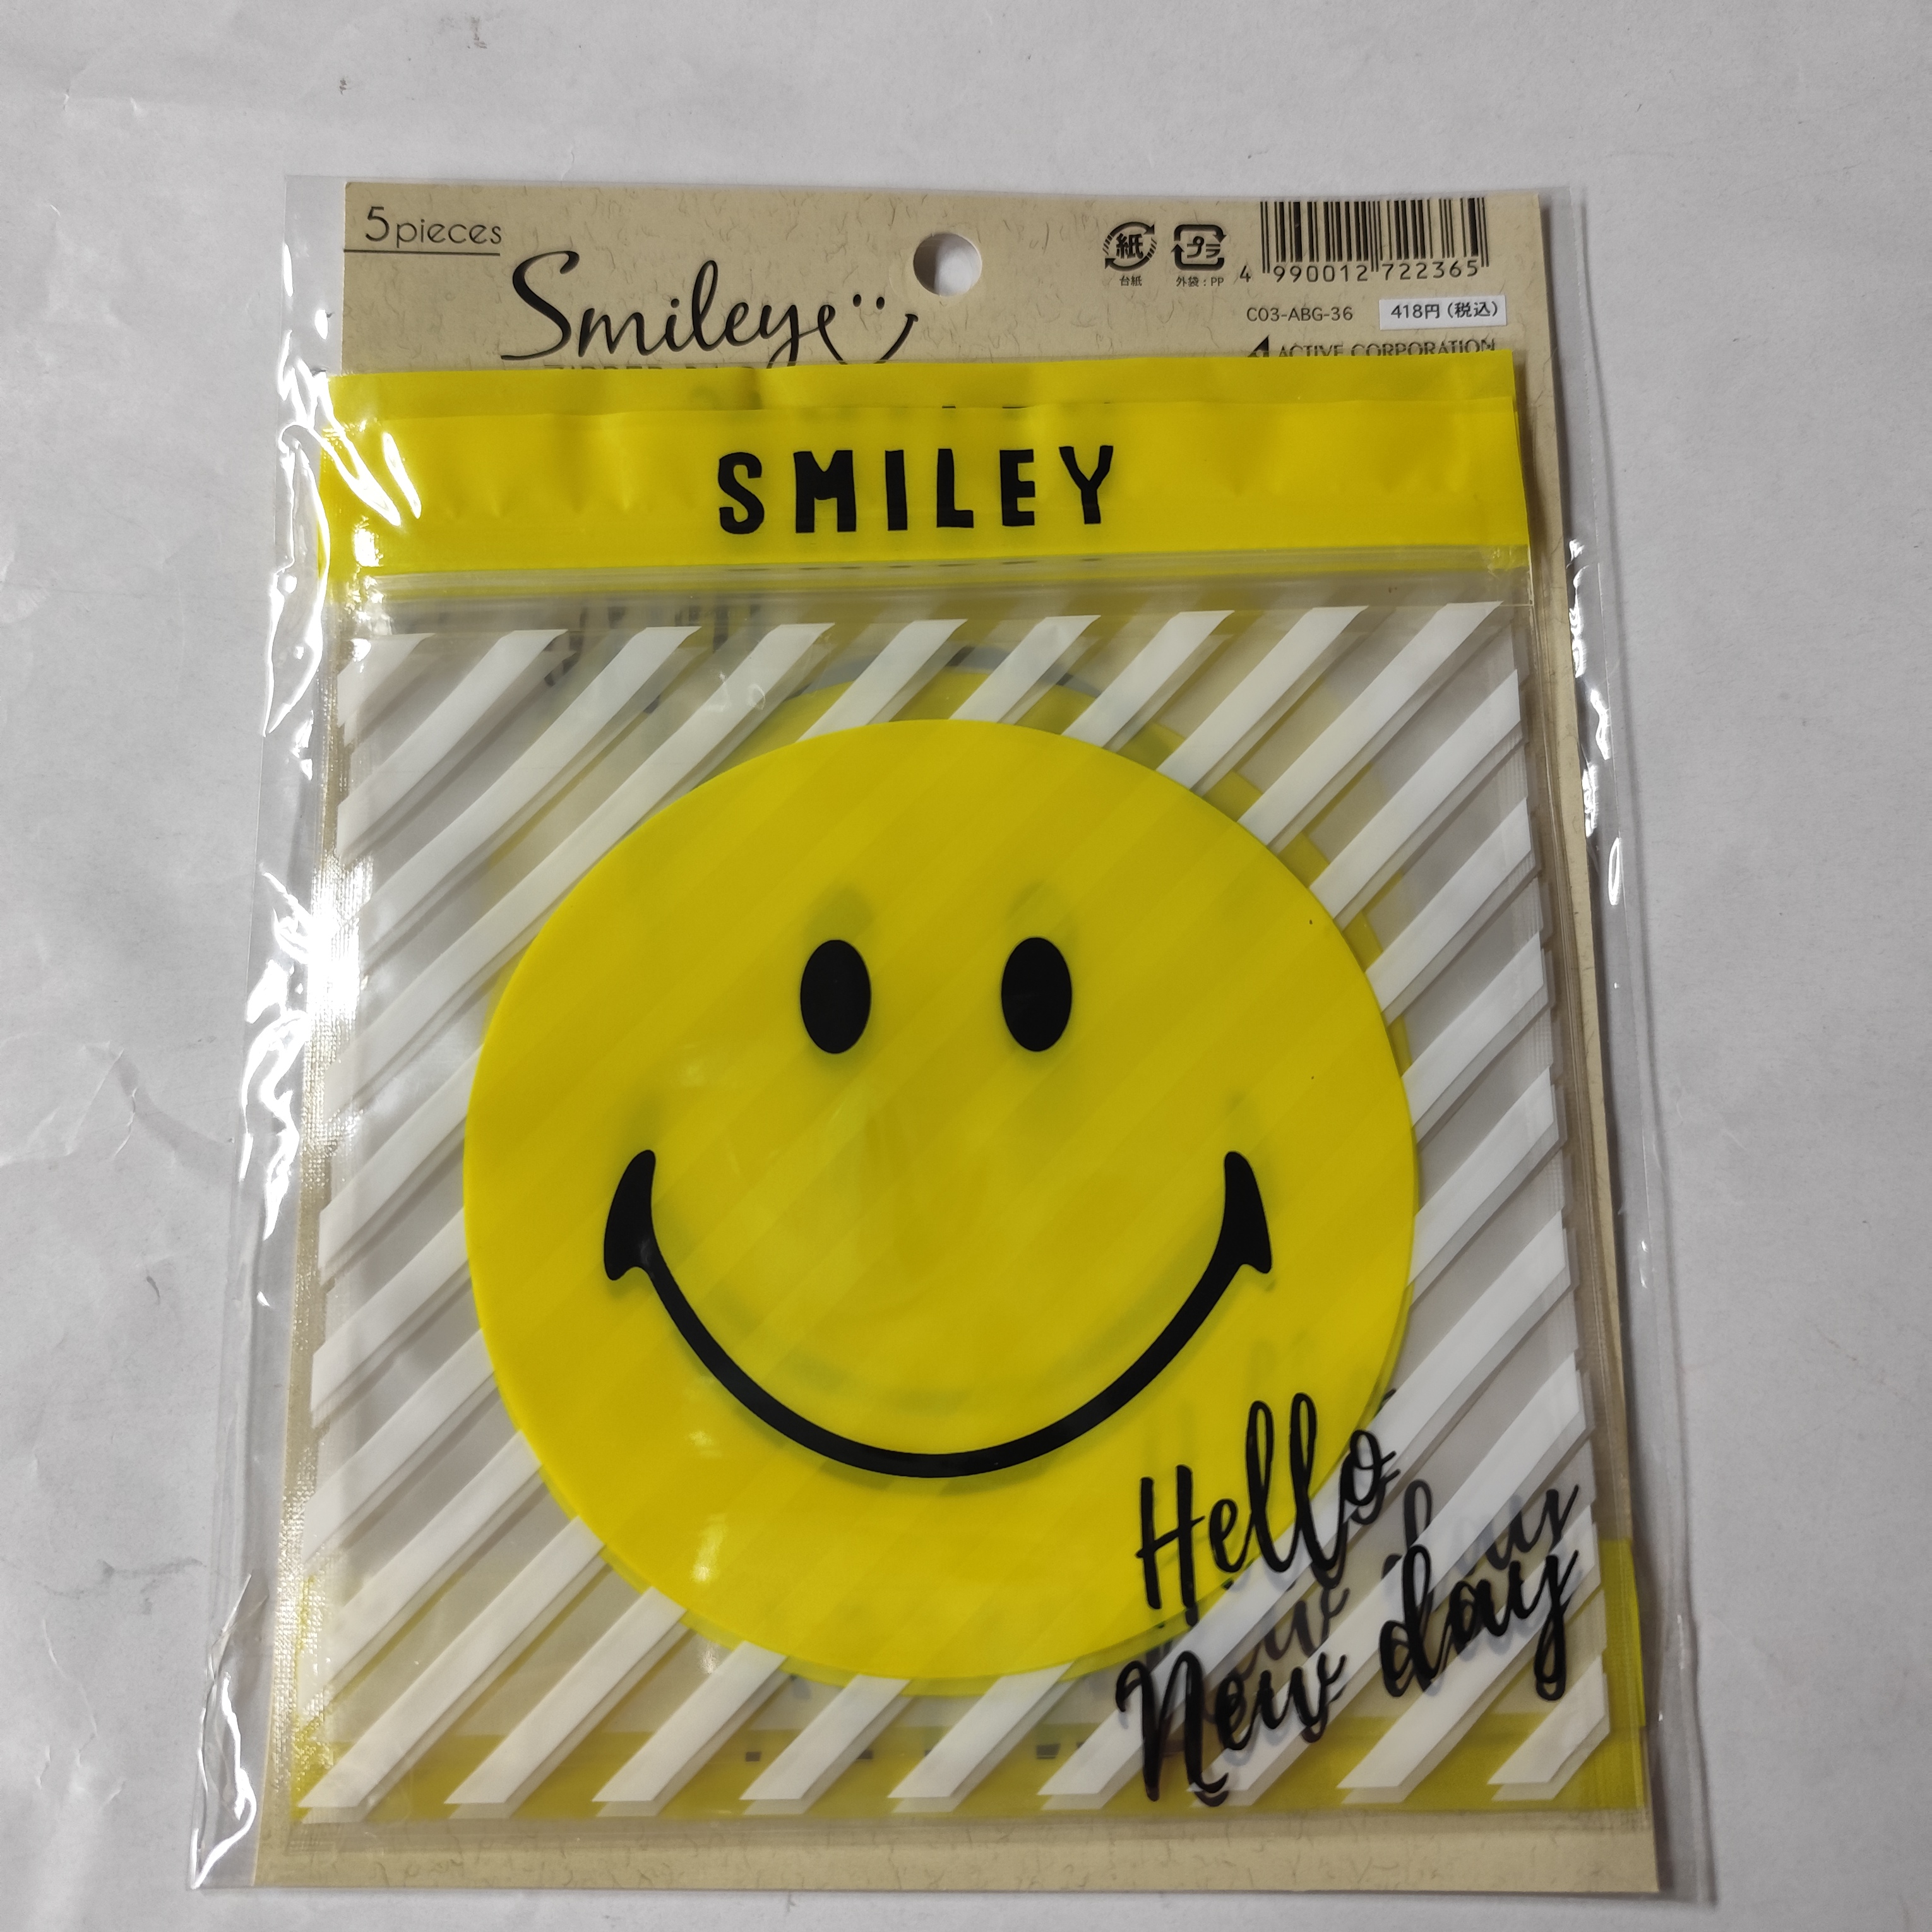 5pieces
Smiley
紙
台紙
プラ
外袋:PP
4 990012 722365
C03-ABG-36
418円(税込)
ACTIVE CORPORATION
SMILEY
Hello
New day